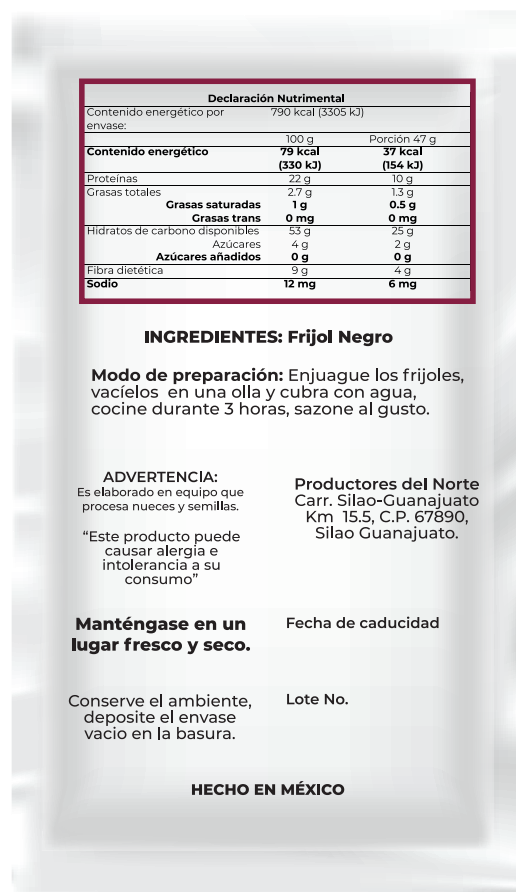 Declaración Nutrimental
Contenido energético por envase: 790 kcal (3305 kJ)
100 g Porción 47 g
Contenido energético 79 kcal (330 kJ) 37 kcal (154 kJ)
Proteínas 22 g 10 g
Grasas totales 2.7 g 1.3 g
Grasas saturadas 1 g 0.5 g
Grasas trans 0 mg 0 mg
Hidratos de carbono disponibles 53 g 25 g
Azúcares 4 g 2 g
Azúcares añadidos 0 g 0 g
Fibra dietética 9 g 4 g
Sodio 12 mg 6 mg
INGREDIENTES: Frijol Negro
Modo de preparación: Enjuague los frijoles,
vacíelos en una olla y cubra con agua,
cocine durante 3 horas, sazone al gusto.
ADVERTENCIA:
Es elaborado en equipo que
procesa nueces y semillas.
“Este producto puede
causar alergia e
intolerancia a su
consumo”
Productores del Norte
Carr. Silao-Guanajuato
Km 15.5, C.P. 67890,
Silao Guanajuato.
Manténgase en un
lugar fresco y seco.
Fecha de caducidad
Conserve el ambiente,
deposite el envase
vacio en la basura.
Lote No.
HECHO EN MÉXICO